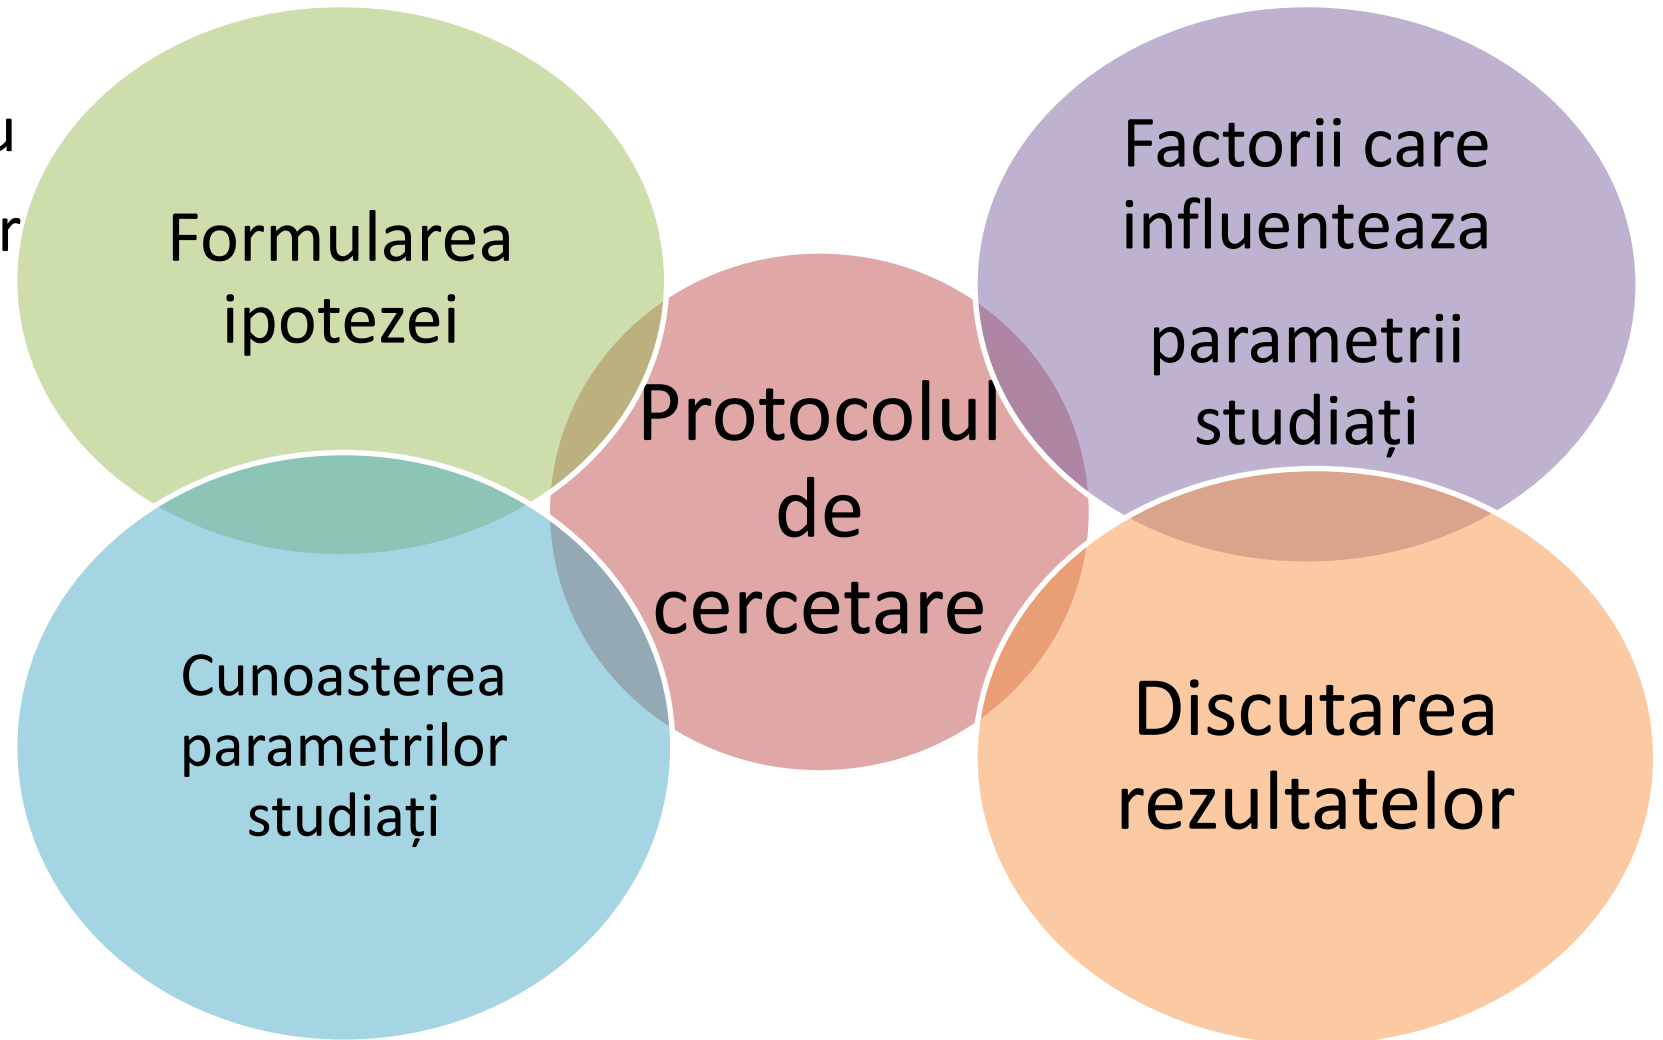 Formularea
ipotezei
Factorii care
influenteaza
parametrii
studiați
Protocolul
de
cercetare
Cunoasterea
parametrilor
studiați
Discutarea
rezultatelor